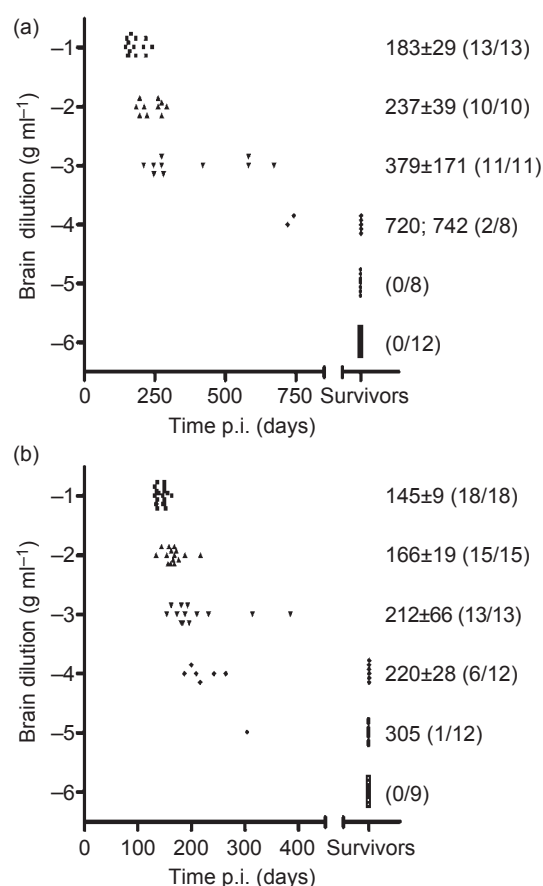 (a)
Brain dilution (g ml–1)
–1
183±29 (13/13)
–2
237±39 (10/10)
–3
379±171 (11/11)
–4
720; 742 (2/8)
–5
(0/8)
–6
(0/12)
0 250 500 750 Survivors
Time p.i. (days)
(b)
Brain dilution (g ml–1)
–1
145±9 (18/18)
–2
166±19 (15/15)
–3
212±66 (13/13)
–4
220±28 (6/12)
–5
305 (1/12)
–6
(0/9)
0 100 200 300 400 Survivors
Time p.i. (days)